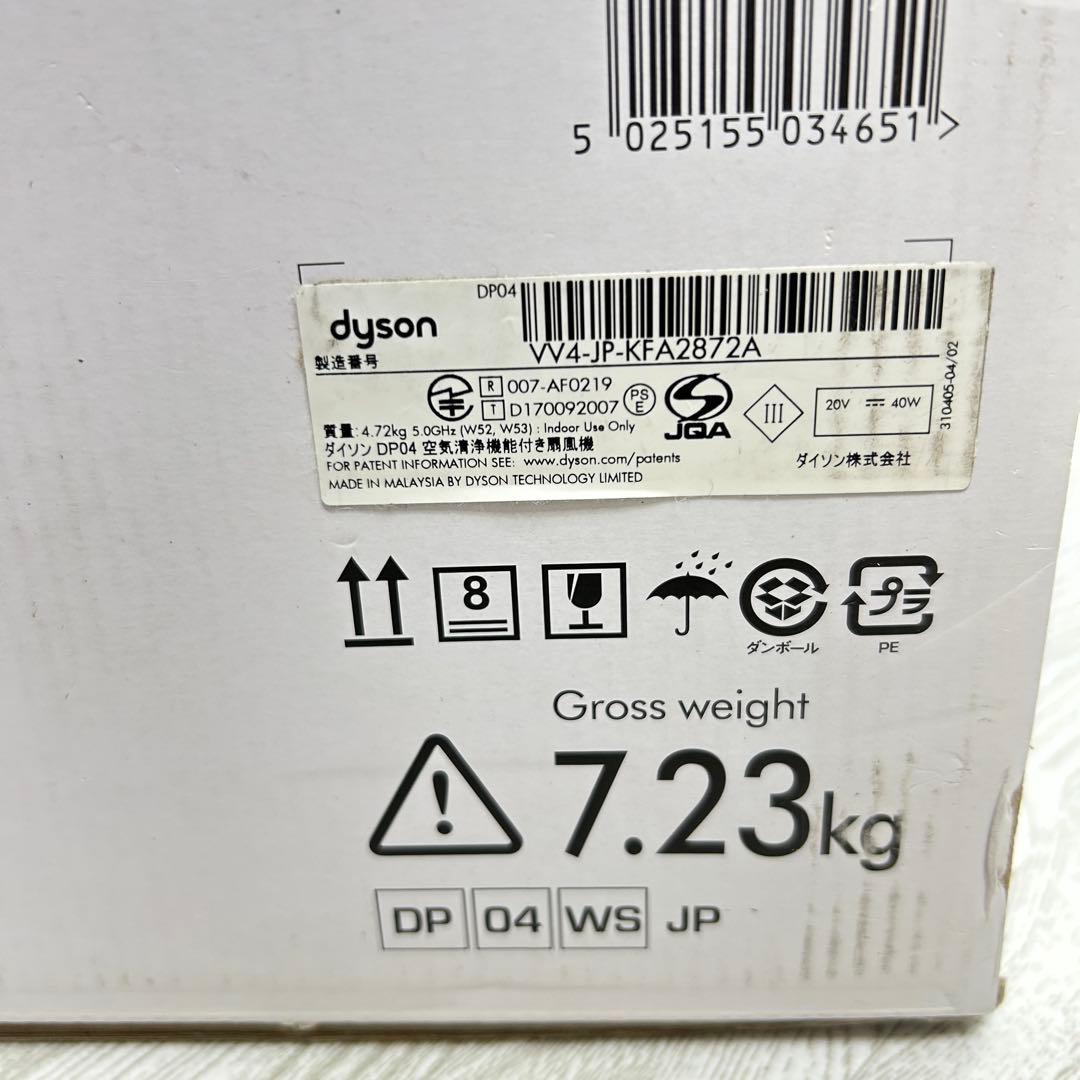 5 025155 034651 >
DP04
dyson
製造番号
VV4-JP-KFA2872A
R 007-AF0219
T D170092007
PS
E
JQA
III
20V ⎓ 40W
310405-04/02
質量: 4.72kg 5.0GHz (W52, W53) : Indoor Use Only
ダイソン DP04 空気清浄機能付き扇風機
FOR PATENT INFORMATION SEE: www.dyson.com/patents
ダイソン株式会社
MADE IN MALAYSIA BY DYSON TECHNOLOGY LIMITED
8
プラ
ダンボール
PE
Gross weight
7.23kg
DP 04 WS JP